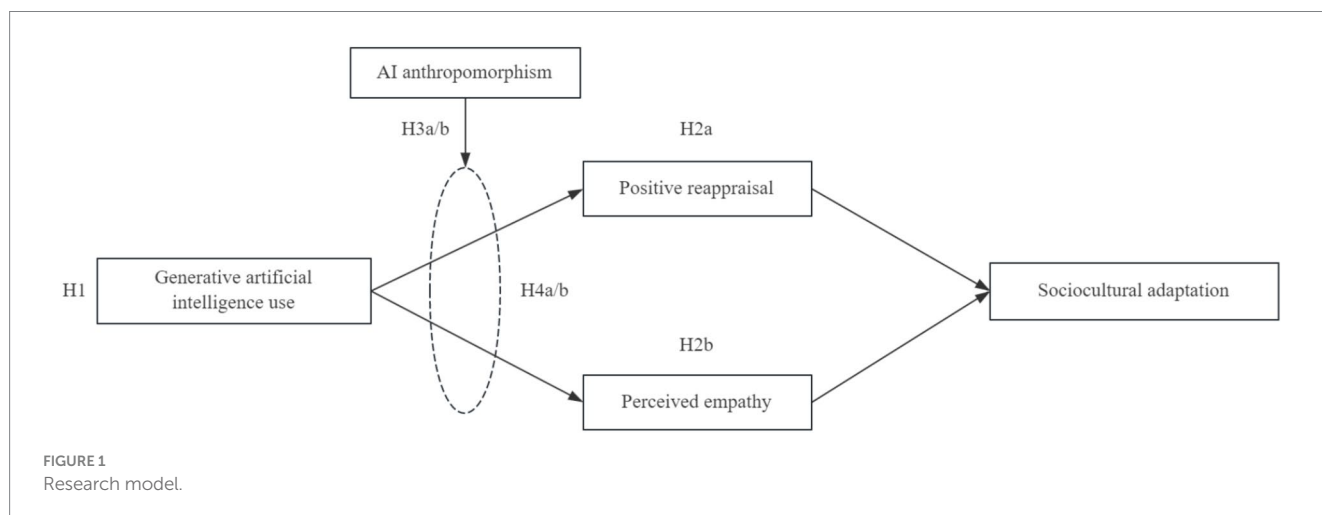 AI anthropomorphism
H3a/b
H2a
Positive reappraisal
H1
Generative artificial
intelligence use
H4a/b
Sociocultural adaptation
H2b
Perceived empathy
FIGURE 1
Research model.